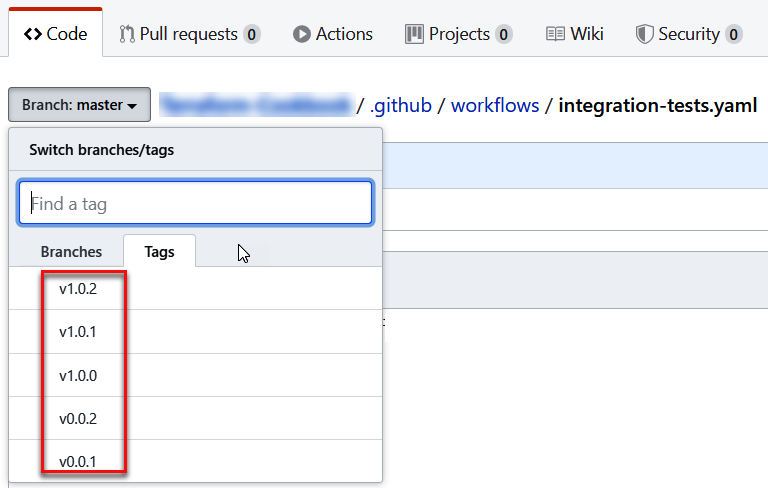 Code Pull requests 0 Actions Projects 0 Wiki Security 0
Branch: master / .github / workflows / integration-tests.yaml
Switch branches/tags
Find a tag
Branches Tags
v1.0.2
v1.0.1
v1.0.0
v0.0.2
v0.0.1